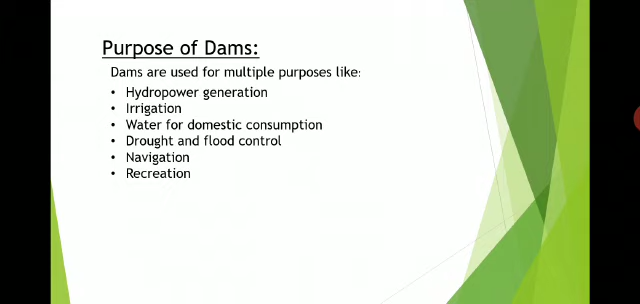 Purpose of Dams:
Dams are used for multiple purposes like:
• Hydropower generation
• Irrigation
• Water for domestic consumption
• Drought and flood control
• Navigation
• Recreation